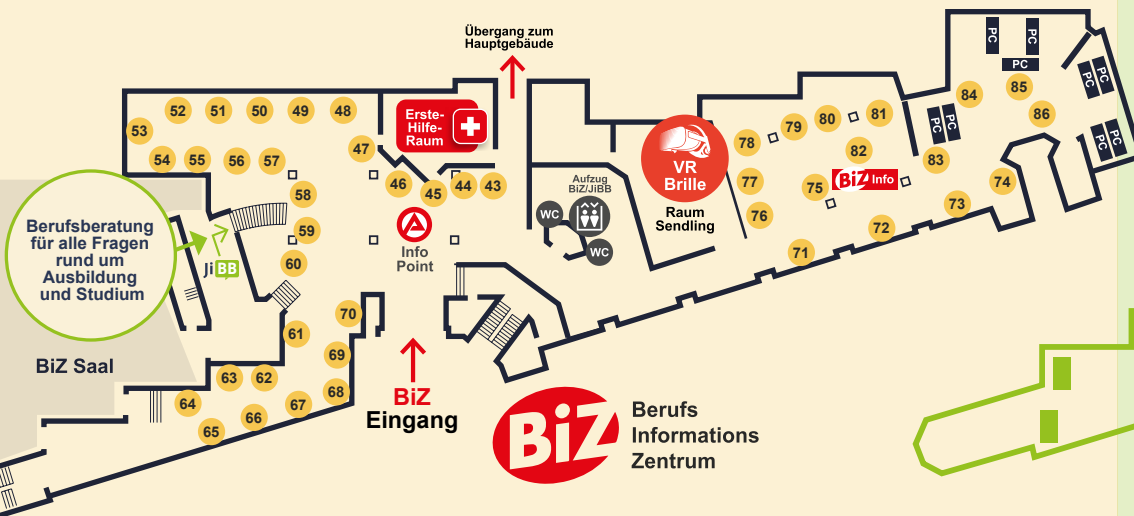 Übergang zum
Hauptgebäude
PC
PC
PC
PC
PC
PC
PC
PC
PC
52
51
50
49
48
53
47
54
55
56
57
58
59
60
61
62
63
64
65
66
67
68
69
70
46
45
44
43
Erste-
Hilfe-
Raum
Info
Point
Aufzug
BiZ/JiBB
WC
WC
VR
Brille
Raum
Sendling
78
79
80
81
77
76
75
82
BiZ Info
71
72
73
74
83
84
85
86
Berufsberatung
für alle Fragen
rund um
Ausbildung
und Studium
JiBB
BiZ Saal
BiZ
Eingang
BiZ
Berufs
Informations
Zentrum